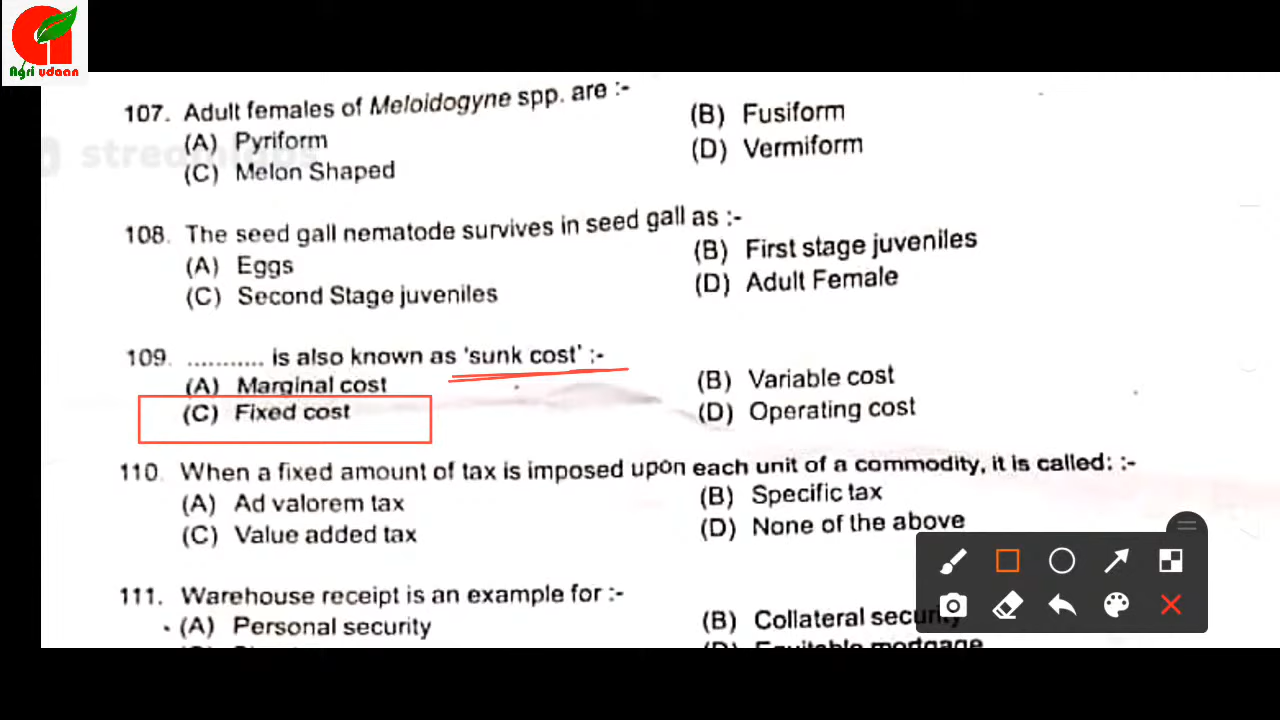 Agri udaan
streamlabs
107. Adult females of Meloidogyne spp. are :-
(A) Pyriform
(B) Fusiform
(C) Melon Shaped
(D) Vermiform
108. The seed gall nematode survives in seed gall as :-
(A) Eggs
(B) First stage juveniles
(C) Second Stage juveniles
(D) Adult Female
109. ........... is also known as 'sunk cost' :-
(A) Marginal cost
(B) Variable cost
(C) Fixed cost
(D) Operating cost
110. When a fixed amount of tax is imposed upon each unit of a commodity, it is called: :-
(A) Ad valorem tax
(B) Specific tax
(C) Value added tax
(D) None of the above
111. Warehouse receipt is an example for :-
(A) Personal security
(B) Collateral security
(D) Equitable mordgage